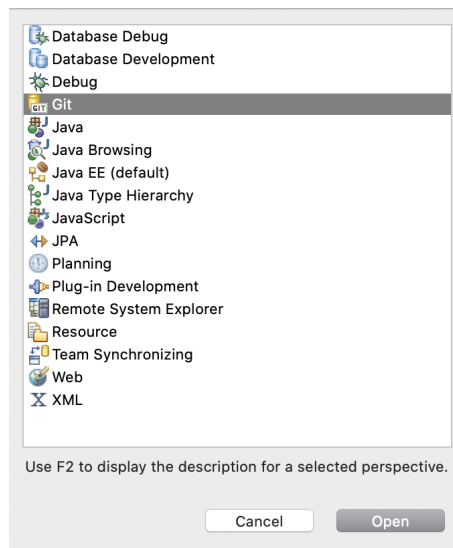 Database Debug
Database Development
Debug
GIT Git
Java
Java Browsing
Java EE (default)
Java Type Hierarchy
JavaScript
JPA
Planning
Plug-in Development
Remote System Explorer
Resource
Team Synchronizing
Web
X XML
Use F2 to display the description for a selected perspective.
Cancel Open